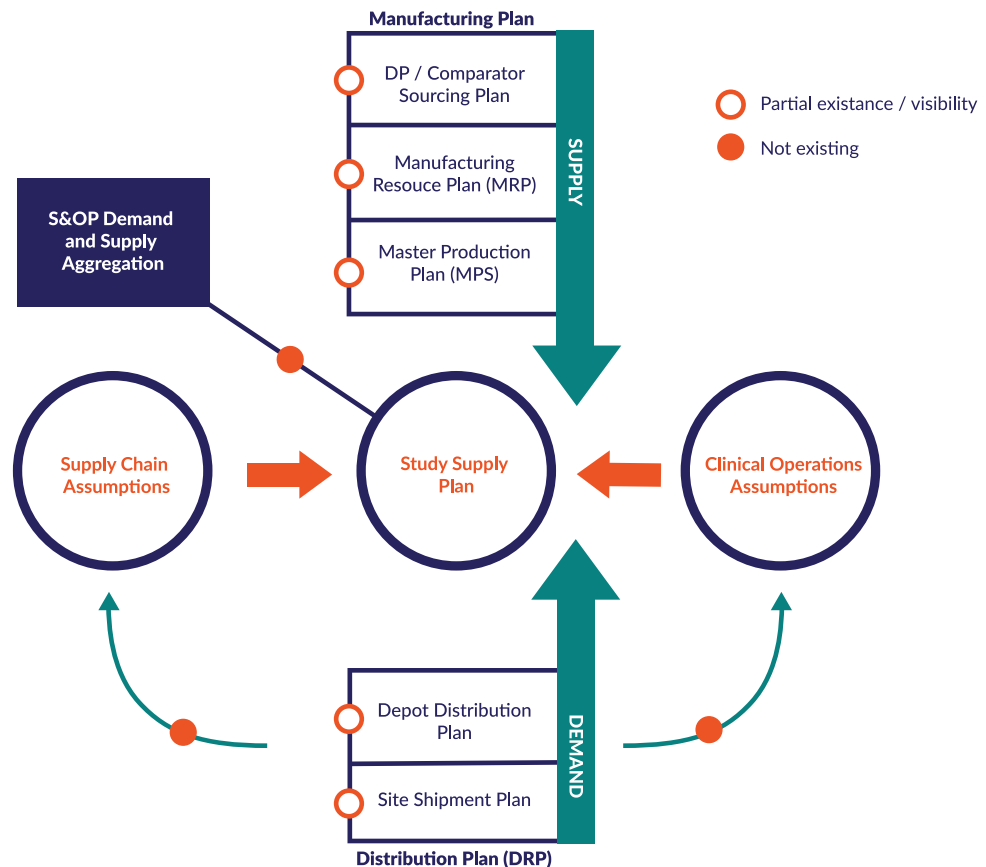 Manufacturing Plan
DP / Comparator
Sourcing Plan
Manufacturing
Resouce Plan (MRP)
Master Production
Plan (MPS)
SUPPLY
Partial existance / visibility
Not existing
S&OP Demand
and Supply
Aggregation
Supply Chain
Assumptions
Study Supply
Plan
Clinical Operations
Assumptions
Depot Distribution
Plan
Site Shipment Plan
DEMAND
Distribution Plan (DRP)